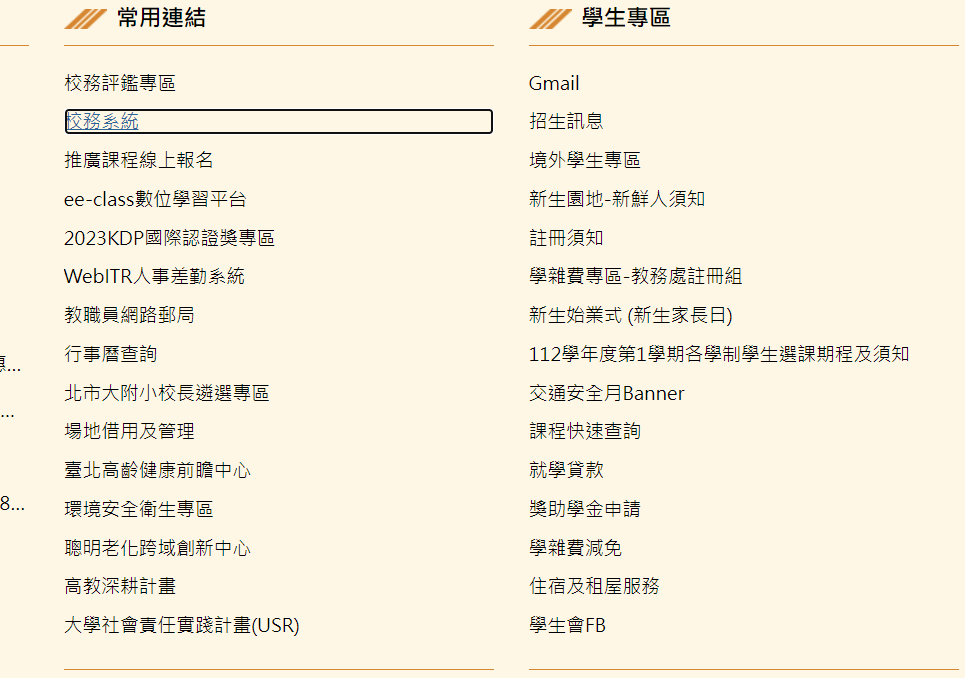 常用連結
校務評鑑專區
校務系統
推廣課程線上報名
ee-class數位學習平台
2023KDP國際認證獎專區
WebITR人事差勤系統
教職員網路郵局
行事曆查詢
北市大附小校長遴選專區
場地借用及管理
臺北高齡健康前瞻中心
環境安全衛生專區
聰明老化跨域創新中心
高教深耕計畫
大學社會責任實踐計畫(USR)
學生專區
Gmail
招生訊息
境外學生專區
新生園地-新鮮人須知
註冊須知
學雜費專區-教務處註冊組
新生始業式 (新生家長日)
112學年度第1學期各學制學生選課期程及須知
交通安全月Banner
課程快速查詢
就學貸款
獎助學金申請
學雜費減免
住宿及租屋服務
學生會FB
...
8...